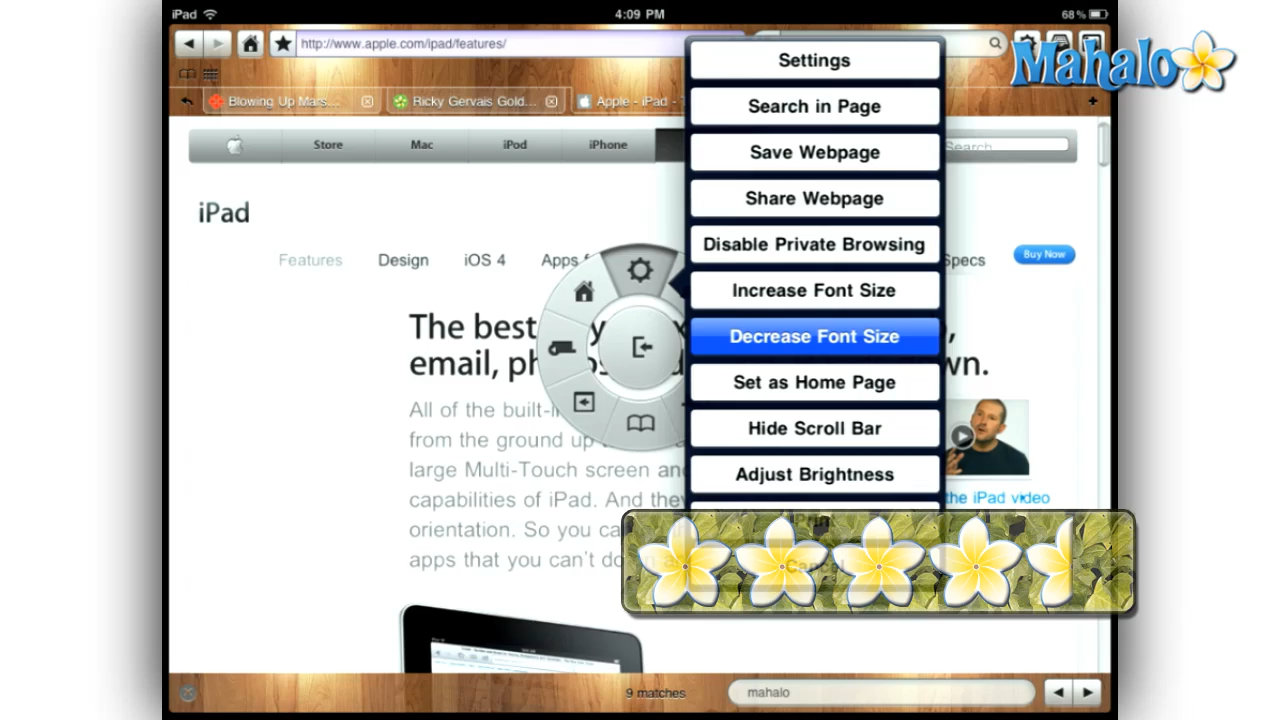 iPad
4:09 PM
68%
http://www.apple.com/ipad/features/
Mahalo
Blowing Up Mars...
Ricky Gervais Gold...
Apple - iPad -
Store
Mac
iPod
iPhone
Search
iPad
Features
Design
iOS 4
Apps
Specs
Buy Now
Settings
Search in Page
Save Webpage
Share Webpage
Disable Private Browsing
Increase Font Size
Decrease Font Size
Set as Home Page
Hide Scroll Bar
Adjust Brightness
Print
Cancel
The best
email,
All of the built-
from the ground up
large Multi-Touch screen and
capabilities of iPad. And they
orientation. So you
apps that you can't do
the iPad video
9 matches
mahalo